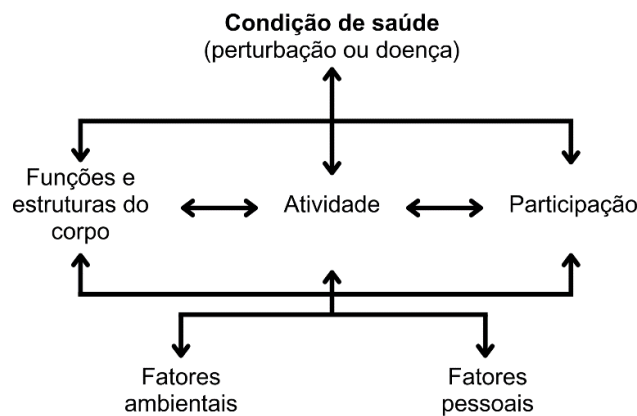 Condição de saúde
(perturbação ou doença)
Funções e
estruturas do
corpo
Atividade
Participação
Fatores
ambientais
Fatores
pessoais